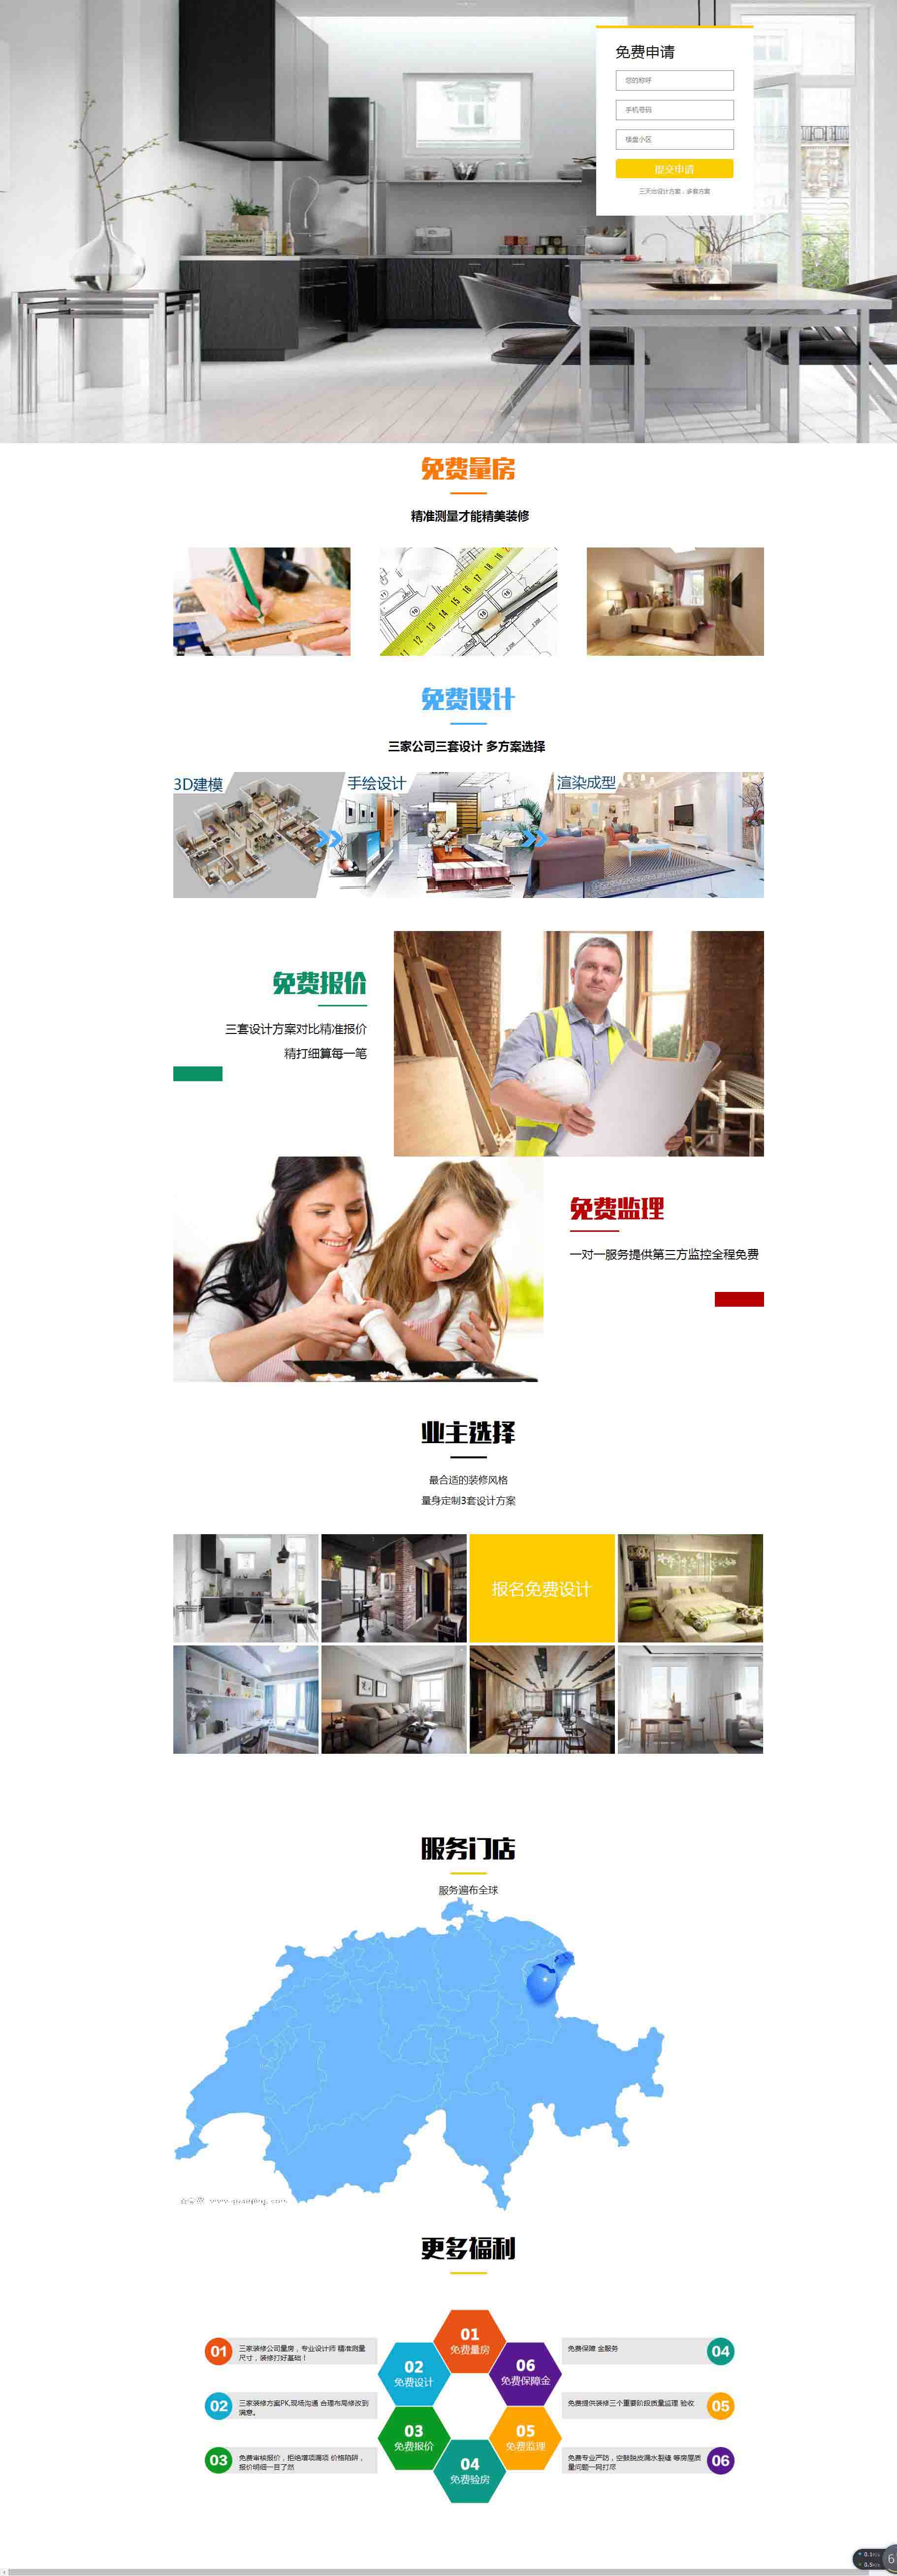 免费申请
您的称呼
手机号码
楼盘小区
提交申请
三天出设计方案，多套方案
免费量房
精准测量才能精美装修
免费设计
三家公司三套设计 多方案选择
3D建模
手绘设计
渲染成型
免费报价
三套设计方案对比精准报价
精打细算每一笔
免费监理
一对一服务提供第三方监控全程免费
业主选择
最合适的装修风格
量身定制3套设计方案
报名免费设计
服务门店
服务遍布全球
更多福利
01
三家装修公司量房，专业设计师 精准测量
尺寸，装修打好基础！
02
三家装修方案PK,现场沟通 合理布局修改到
满意。
03
免费审核报价，拒绝增项漏项 价格陷阱，
报价明细一目了然
01
免费量房
02
免费设计
06
免费保障金
03
免费报价
05
免费监理
04
免费验房
免费保障 金服务
04
免费提供装修三个重要阶段质量监理 验收
05
免费专业严防，空鼓脱皮漏水裂缝 等房屋质
量问题一网打尽
06